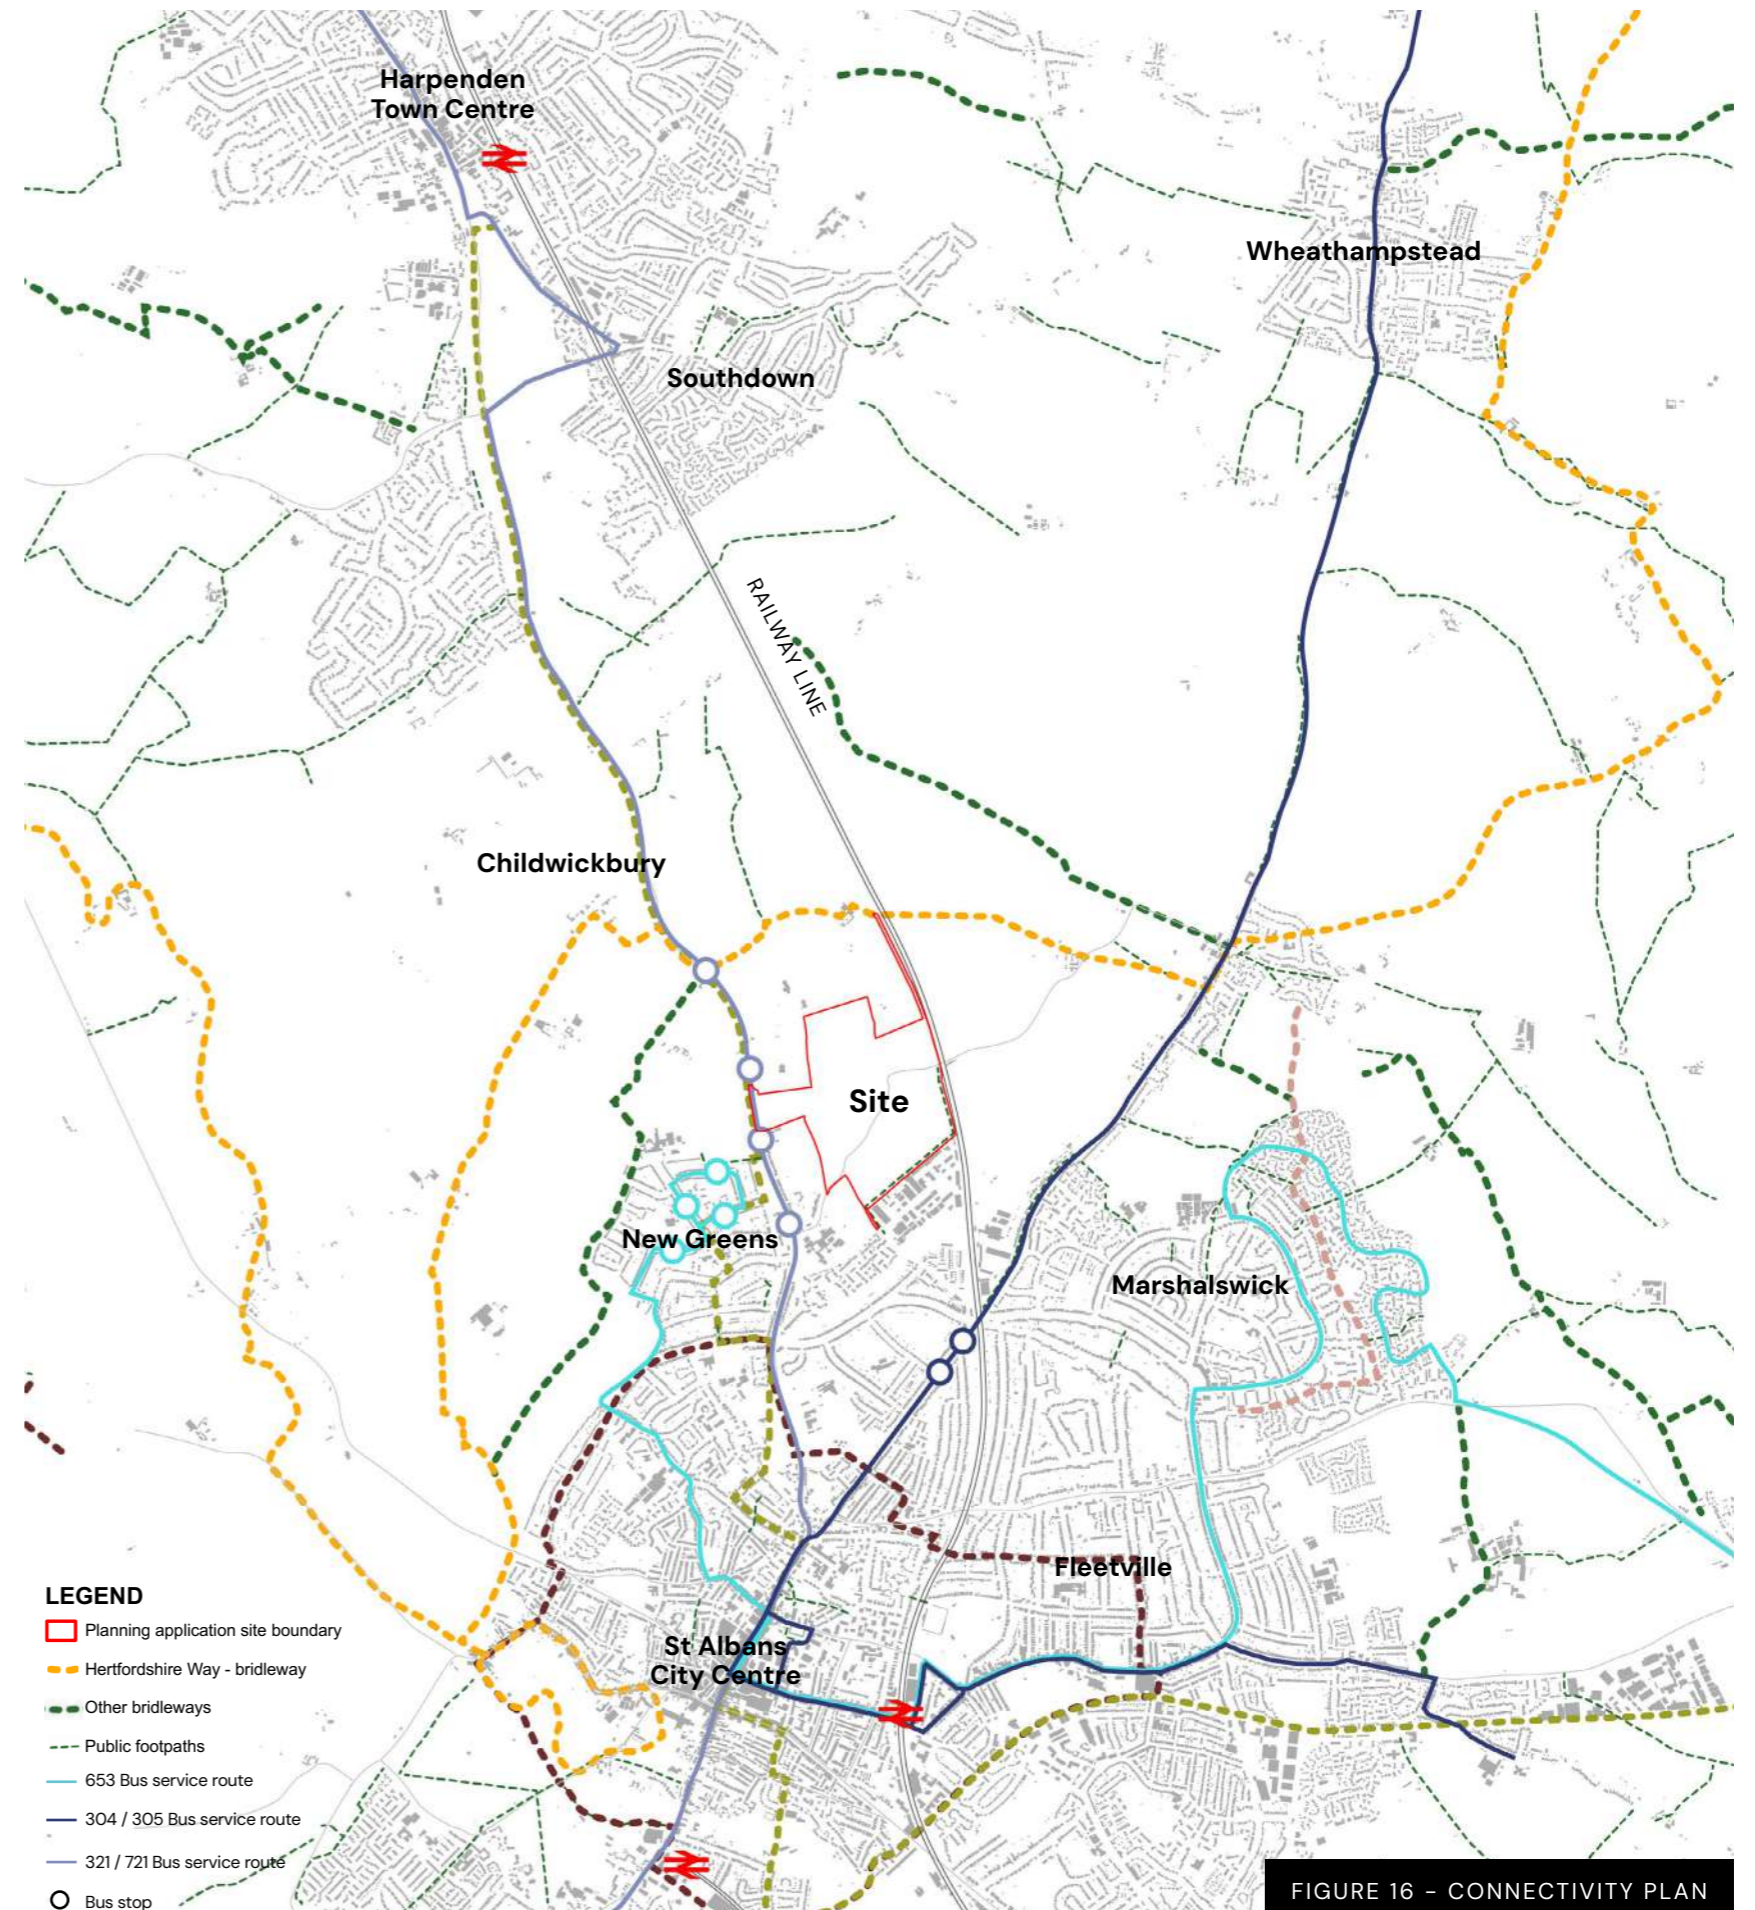 Harpenden
Town Centre
Wheathampstead
Southdown
RAILWAY LINE
Childwickbury
Site
New Greens
Marshalswick
Fleetville
St Albans
City Centre
LEGEND
Planning application site boundary
Hertfordshire Way - bridleway
Other bridleways
Public footpaths
653 Bus service route
304 / 305 Bus service route
321 / 721 Bus service route
Bus stop
FIGURE 16 - CONNECTIVITY PLAN